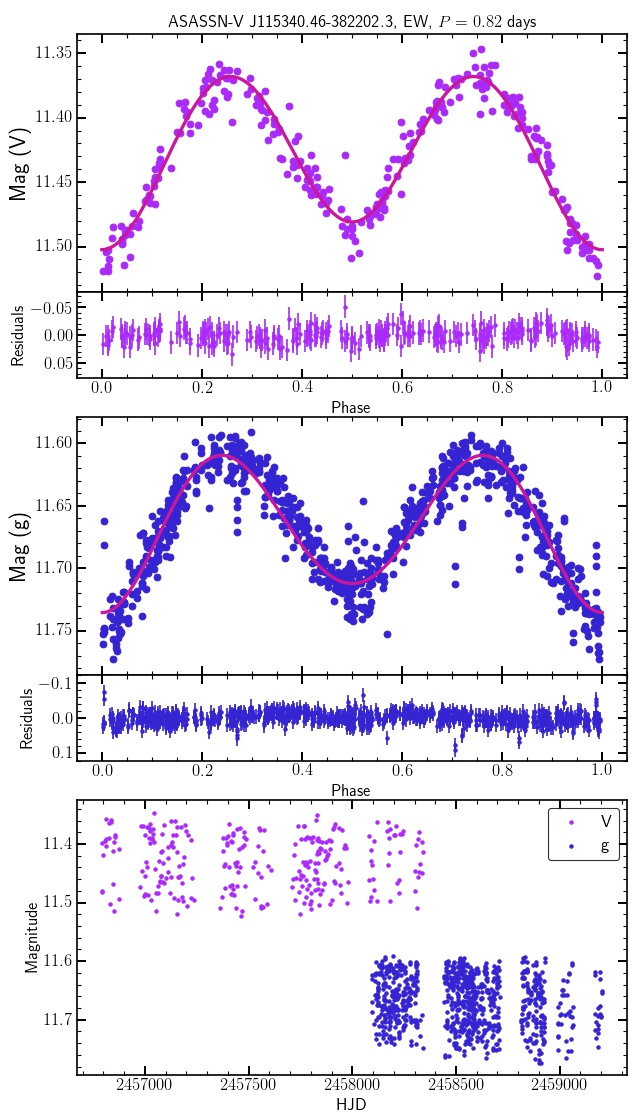 ASASSN-V J115340.46-382202.3, EW, P = 0.82 days
11.35
11.40
11.45
11.50
Mag (V)
−0.05
0.00
0.05
Residuals
0.0 0.2 0.4 0.6 0.8 1.0
Phase
11.60
11.65
11.70
11.75
Mag (g)
−0.1
0.0
0.1
Residuals
0.0 0.2 0.4 0.6 0.8 1.0
Phase
V
g
11.4
11.5
11.6
11.7
Magnitude
2457000 2457500 2458000 2458500 2459000
HJD